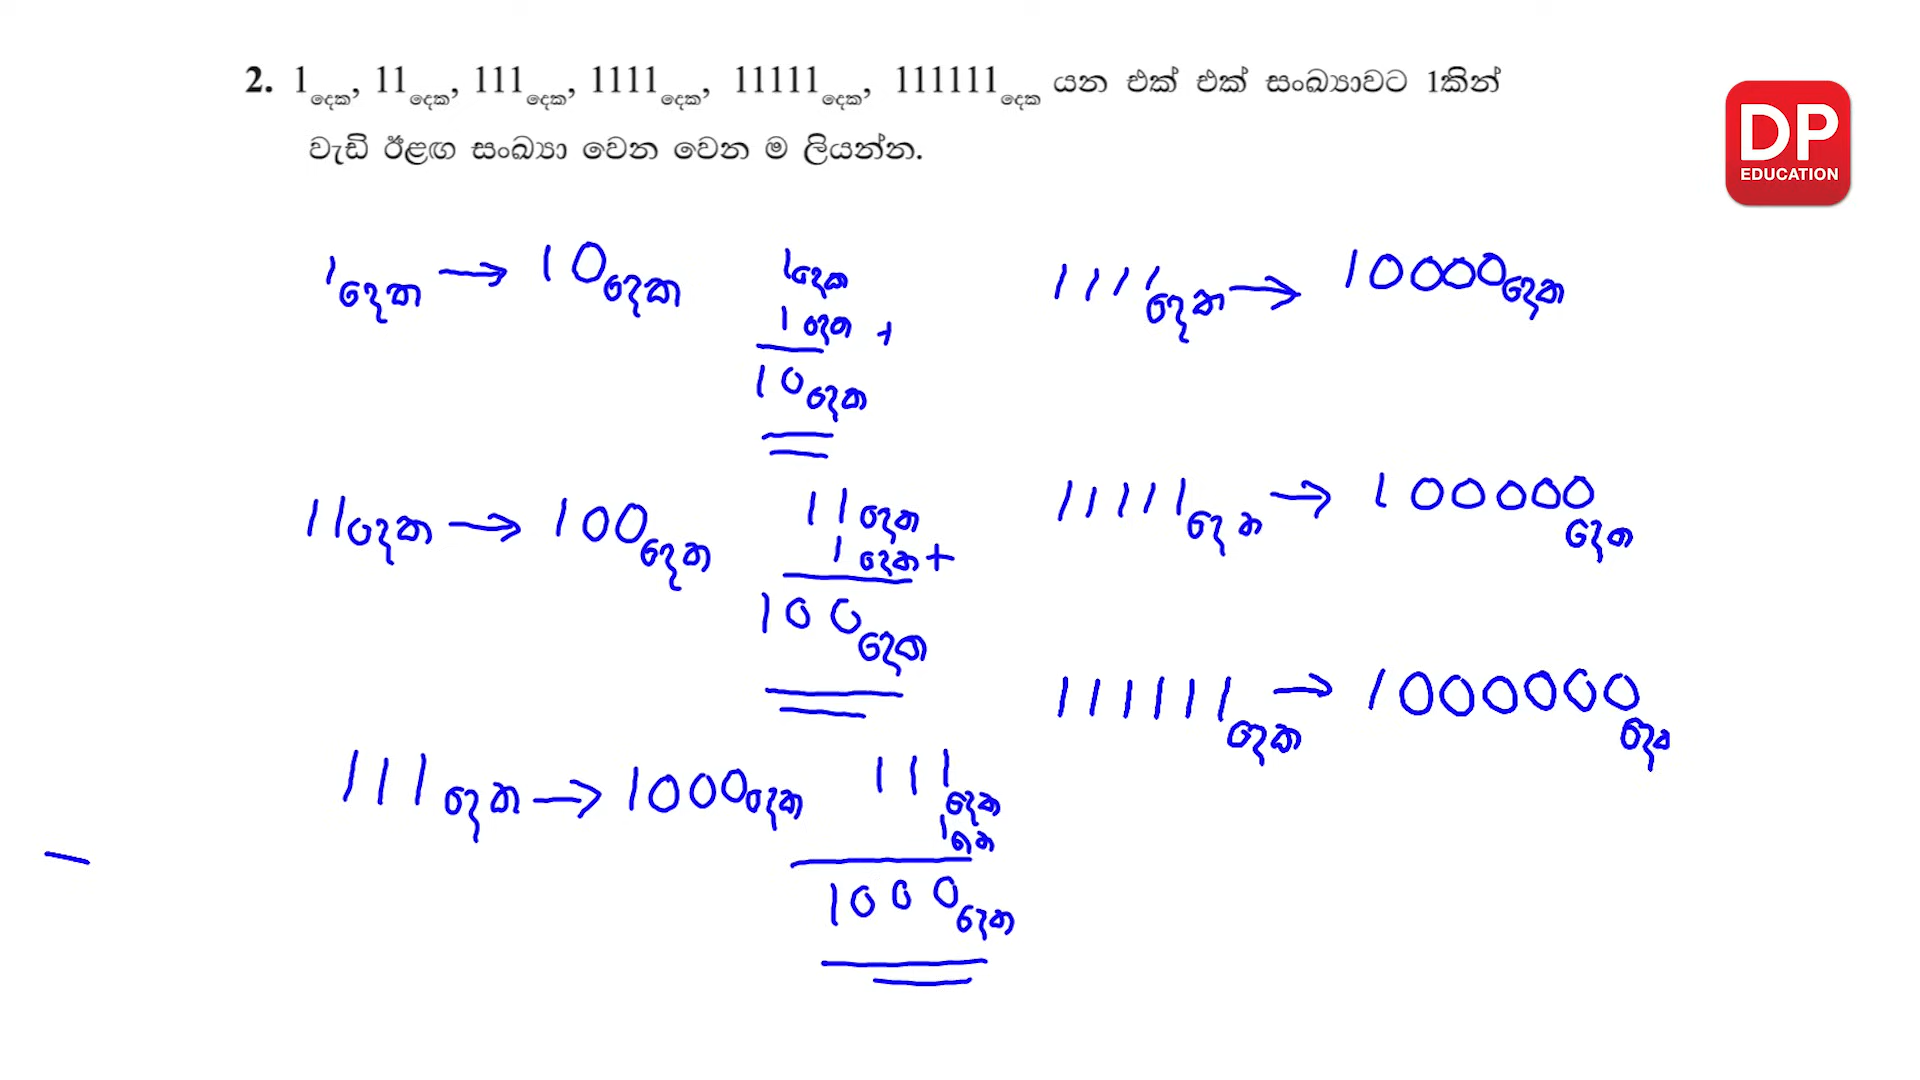 2. 1දෙක, 11දෙක, 111දෙක, 1111දෙක, 11111දෙක, 111111දෙක යන එක් එක් සංඛ්‍යාවට 1කින්
වැඩි ඊළඟ සංඛ්‍යා වෙන වෙන ම ලියන්න.
DP
EDUCATION
1දෙක → 10දෙක
1දෙක
1දෙක +
10දෙක
11දෙක → 100දෙක
11දෙක
1දෙක +
100දෙක
111දෙක → 1000දෙක
111දෙක
1දෙක
1000දෙක
1111දෙක → 10000දෙක
11111දෙක → 100000දෙක
111111දෙක → 1000000දෙක